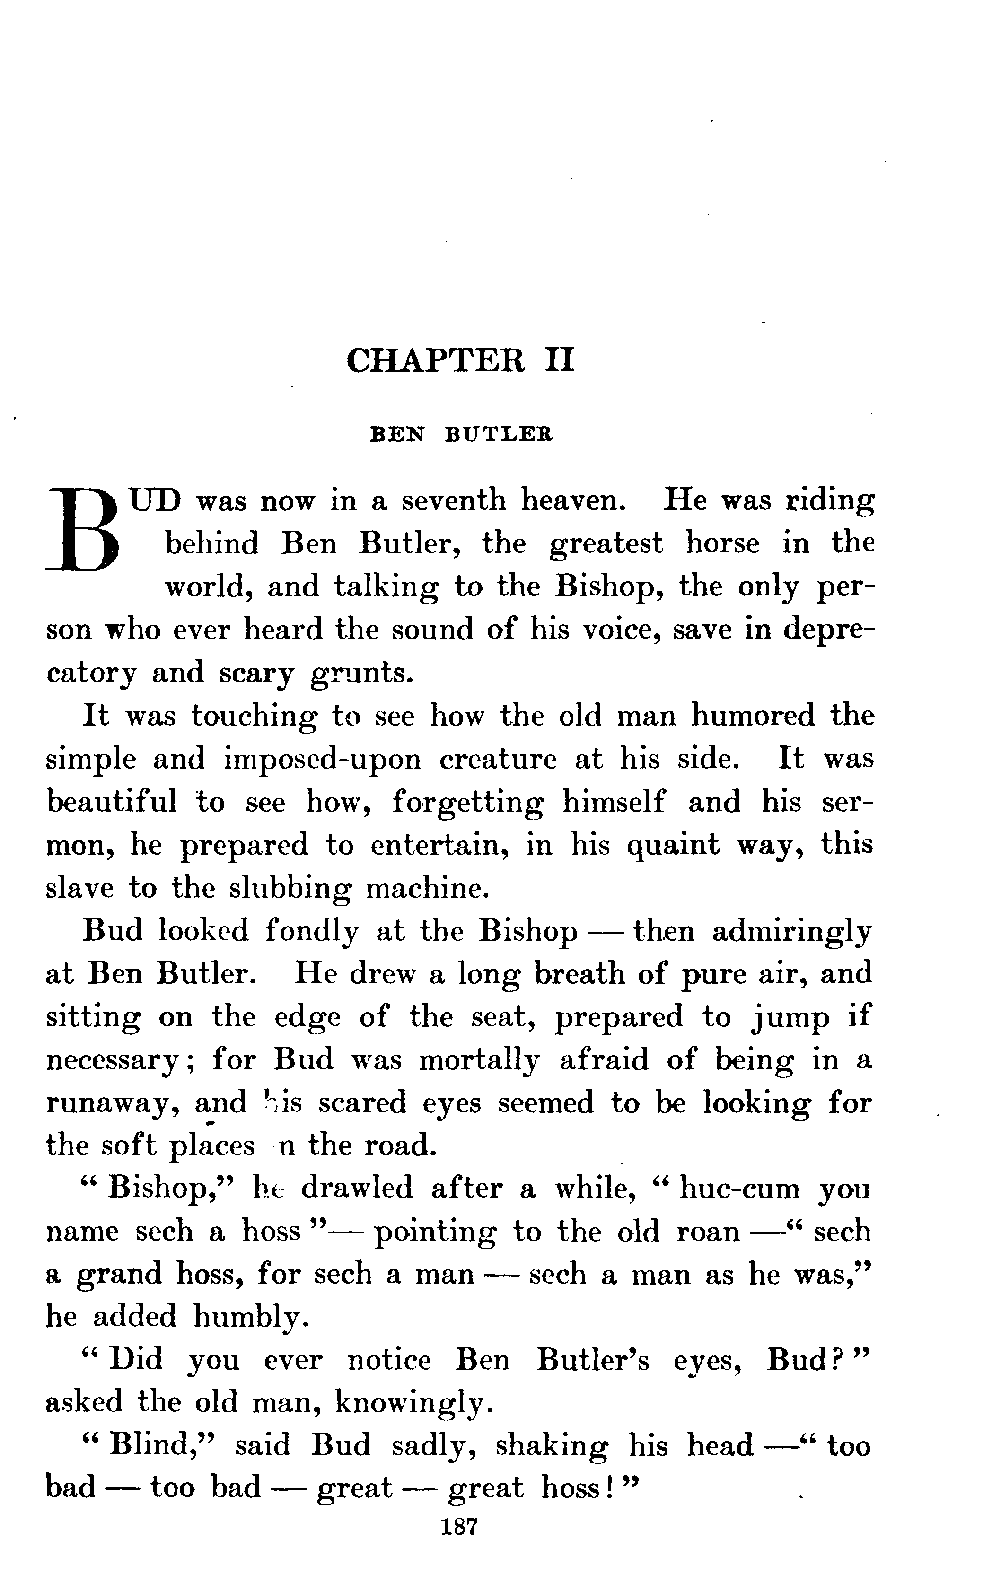 CHAPTER II
BEN BUTLER
BUD was now in a seventh heaven. He was riding
behind Ben Butler, the greatest horse in the
world, and talking to the Bishop, the only per-
son who ever heard the sound of his voice, save in depre-
catory and scary grunts.
It was touching to see how the old man humored the
simple and imposed-upon creature at his side. It was
beautiful to see how, forgetting himself and his ser-
mon, he prepared to entertain, in his quaint way, this
slave to the slubbing machine.
Bud looked fondly at the Bishop — then admiringly
at Ben Butler. He drew a long breath of pure air, and
sitting on the edge of the seat, prepared to jump if
necessary; for Bud was mortally afraid of being in a
runaway, and his scared eyes seemed to be looking for
the soft places n the road.
" Bishop," he drawled after a while, " huc-cum you
name sech a hoss "— pointing to the old roan —" sech
a grand hoss, for sech a man — sech a man as he was,"
he added humbly.
" Did you ever notice Ben Butler's eyes, Bud? "
asked the old man, knowingly.
" Blind," said Bud sadly, shaking his head —" too
bad — too bad — great — great hoss! "
187